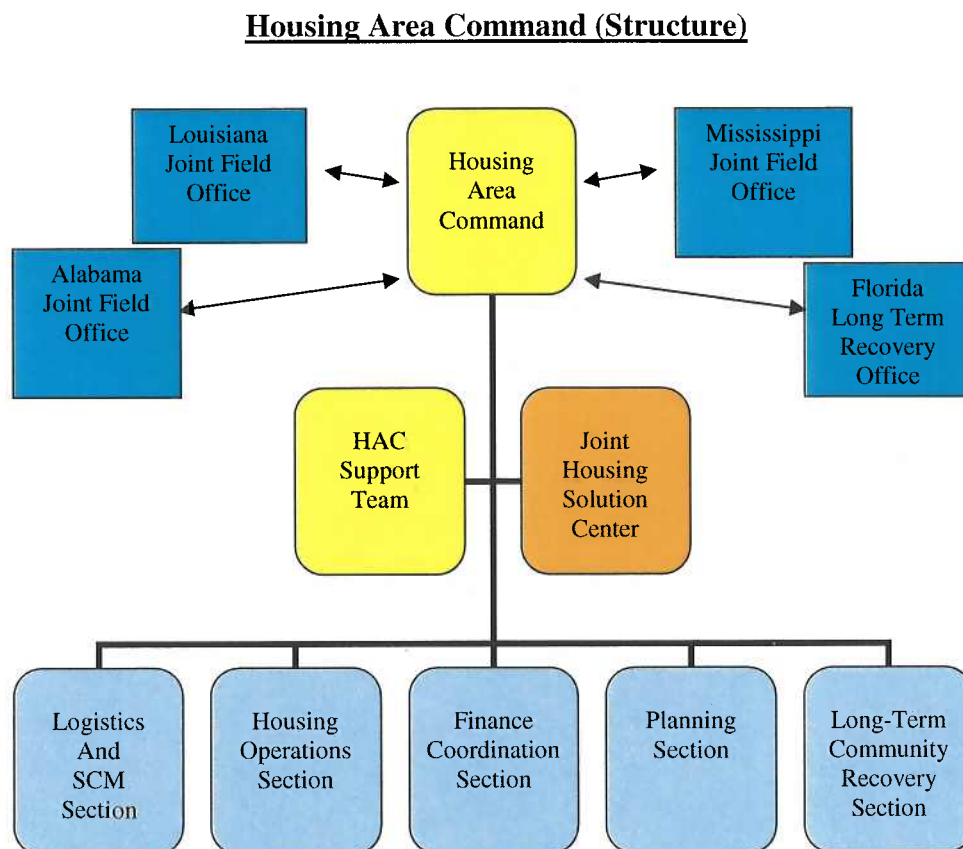 Housing Area Command (Structure)
Louisiana
Joint Field
Office
Housing
Area
Command
Mississippi
Joint Field
Office
Alabama
Joint Field
Office
Florida
Long Term
Recovery
Office
HAC
Support
Team
Joint
Housing
Solution
Center
Logistics
And
SCM
Section
Housing
Operations
Section
Finance
Coordination
Section
Planning
Section
Long-Term
Community
Recovery
Section